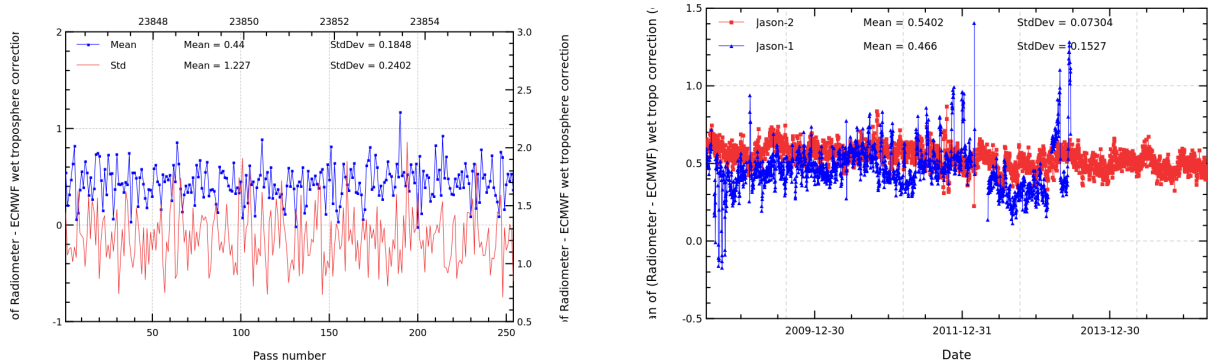 23848 23850 23852 23854
of Radiometer - ECMWF wet troposphere correction
2
1
0
-1
Mean Mean = 0.44 StdDev = 0.1848
Std Mean = 1.227 StdDev = 0.2402
3.0
2.5
2.0
1.5
1.0
0.5
of Radiometer - ECMWF wet troposphere correction
50 100 150 200 250
Pass number
an of (Radiometer - ECMWF) wet tropo correction (
1.5
1.0
0.5
0.0
-0.5
Jason-2 Mean = 0.5402 StdDev = 0.07304
Jason-1 Mean = 0.466 StdDev = 0.1527
2009-12-30 2011-12-31 2013-12-30
Date